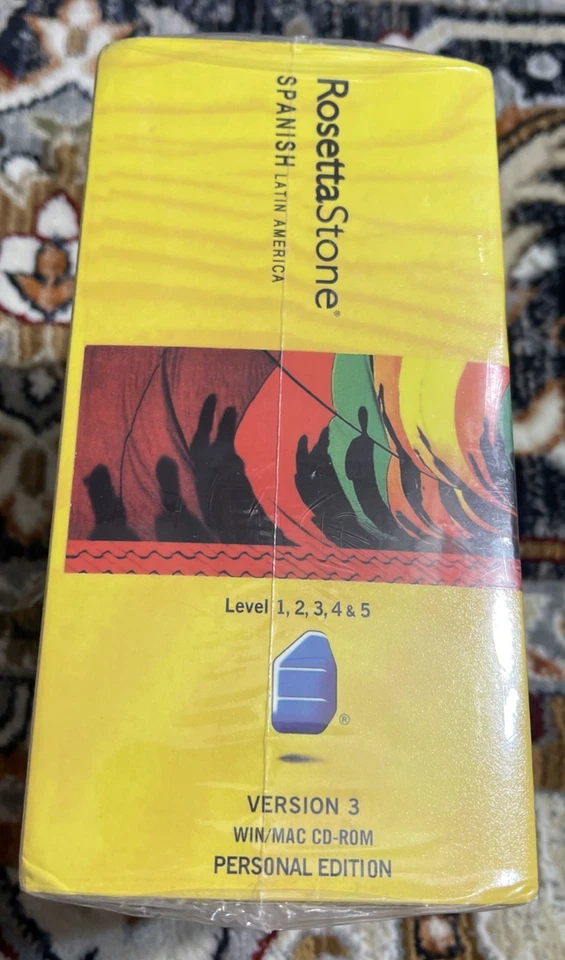 RosettaStone®
SPANISH LATIN AMERICA
Level 1, 2, 3, 4 & 5
®
VERSION 3
WIN/MAC CD-ROM
PERSONAL EDITION